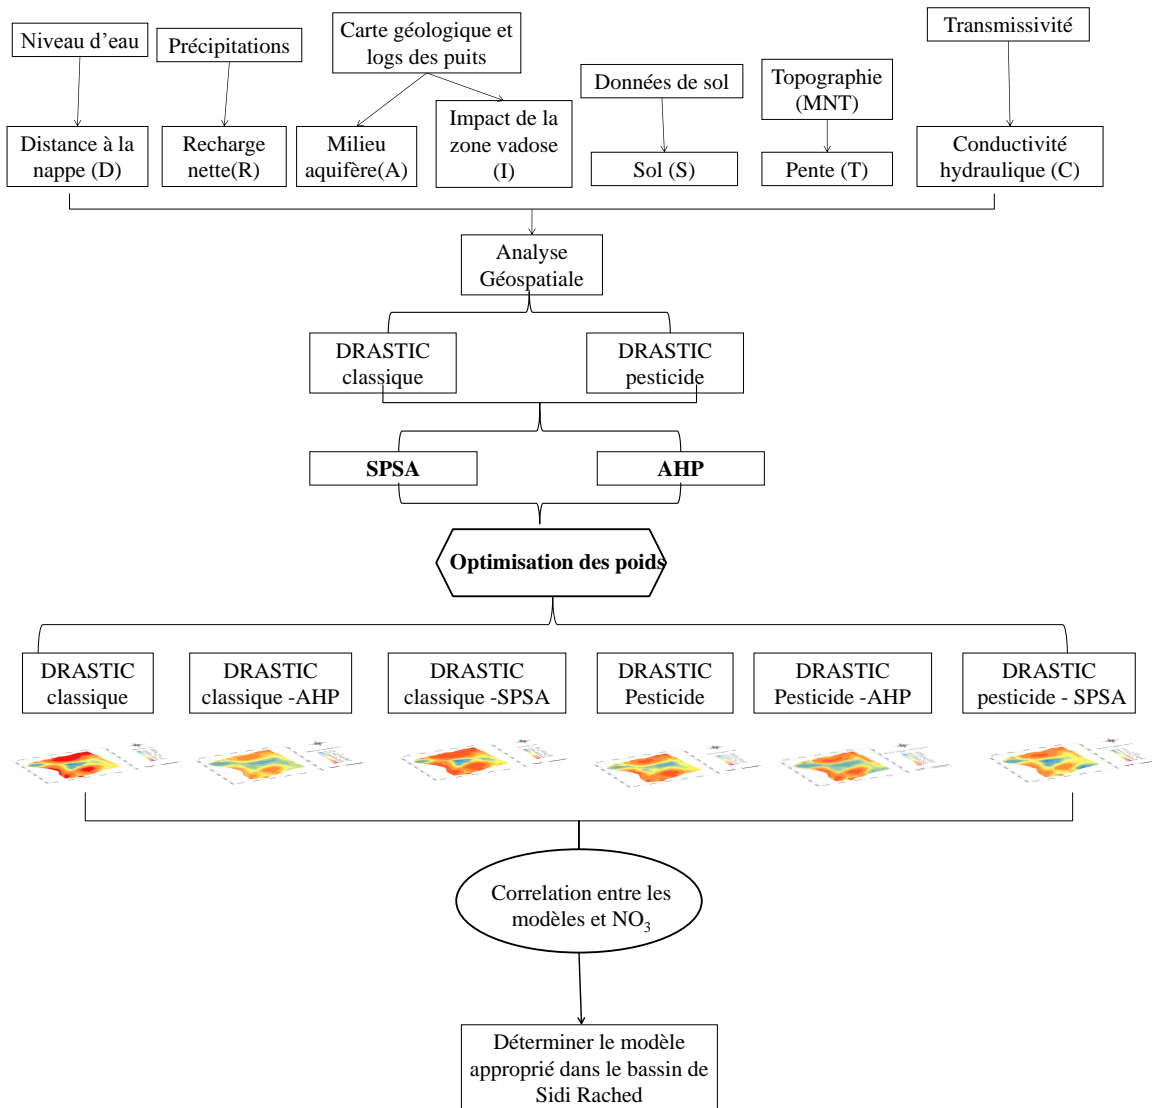 Niveau d'eau
Précipitations
Carte géologique et
logs des puits
Données de sol
Topographie
(MNT)
Transmissivité
Distance à la
nappe (D)
Recharge
nette(R)
Milieu
aquifère(A)
Impact de la
zone vadose
(I)
Sol (S)
Pente (T)
Conductivité
hydraulique (C)
Analyse
Géospatiale
DRASTIC
classique
DRASTIC
pesticide
SPSA
AHP
Optimisation des poids
DRASTIC
classique
DRASTIC
classique -AHP
DRASTIC
classique -SPSA
DRASTIC
Pesticide
DRASTIC
Pesticide -AHP
DRASTIC
pesticide - SPSA
Correlation entre les
modèles et NO₃
Déterminer le modèle
approprié dans le bassin de
Sidi Rached